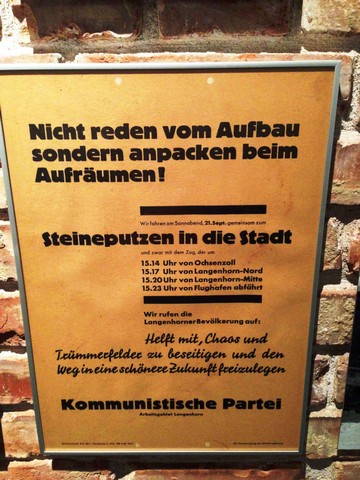 Nicht reden vom Aufbau
sondern anpacken beim
Aufräumen!
Wir fahren am Sonnabend, 21. Sept. gemeinsam zum
Steineputzen in die Stadt
und zwar mit dem Zug, der um
15.14 Uhr von Ochsenzoll
15.17 Uhr von Langenhorn-Nord
15.20 Uhr von Langenhorn-Mitte
15.23 Uhr von Flughafen abfährt
Wir rufen die
Langenhorner Bevölkerung auf:
Helft mit, Chaos und
Trümmerfelder zu beseitigen und den
Weg in eine schönere Zukunft freizulegen
Kommunistische Partei
Arbeitsgebiet Langenhorn